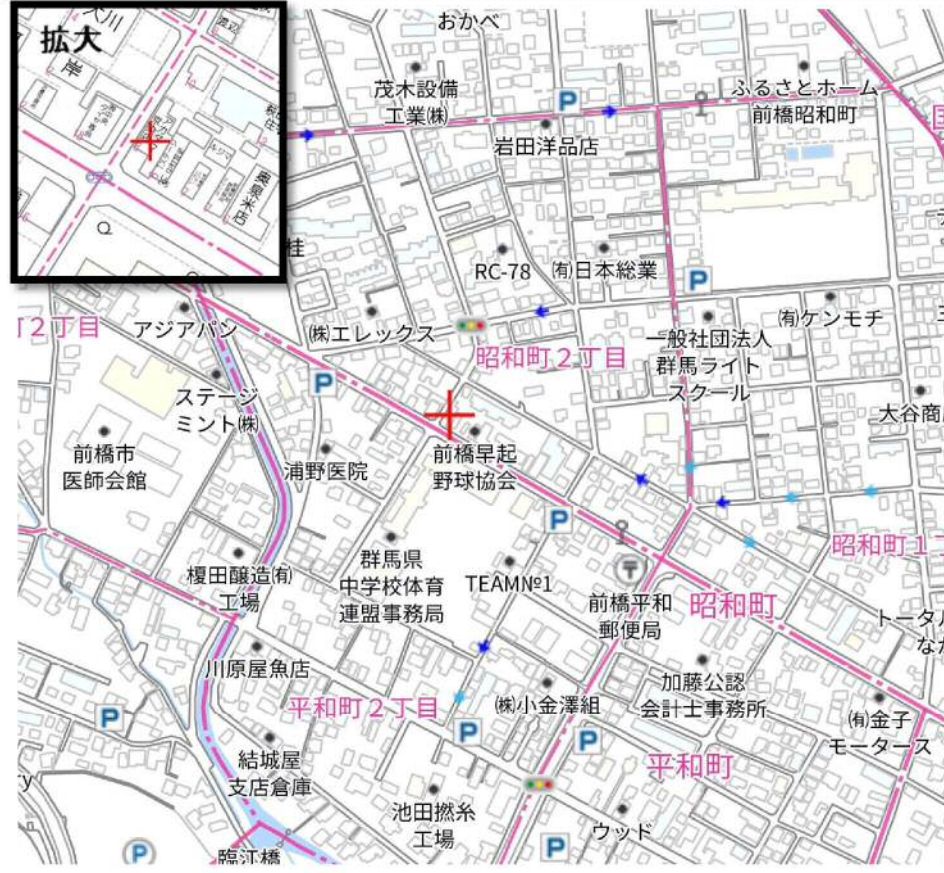 拡大
岸
奥泉米店
おかべ
茂木設備
工業㈱
P
ふるさとホーム
前橋昭和町
岩田洋品店
桂
RC-78
㈲日本総業
P
2丁目
アジアパン
㈱エレックス
昭和町2丁目
一般社団法人
群馬ライト
スクール
㈲ケンモチ
ステージ
ミント㈱
P
大谷商
前橋市
医師会館
浦野医院
前橋早起
野球協会
P
昭和町1丁
榎田醸造㈲
工場
群馬県
中学校体育
連盟事務局
TEAM№1
〒
前橋平和
郵便局
昭和町
トータル
川原屋魚店
平和町2丁目
㈱小金澤組
加藤公認
会計士事務所
㈲金子
モータース
P
結城屋
支店倉庫
P
P
平和町
池田撚糸
工場
ウッド
P
臨江橋
P